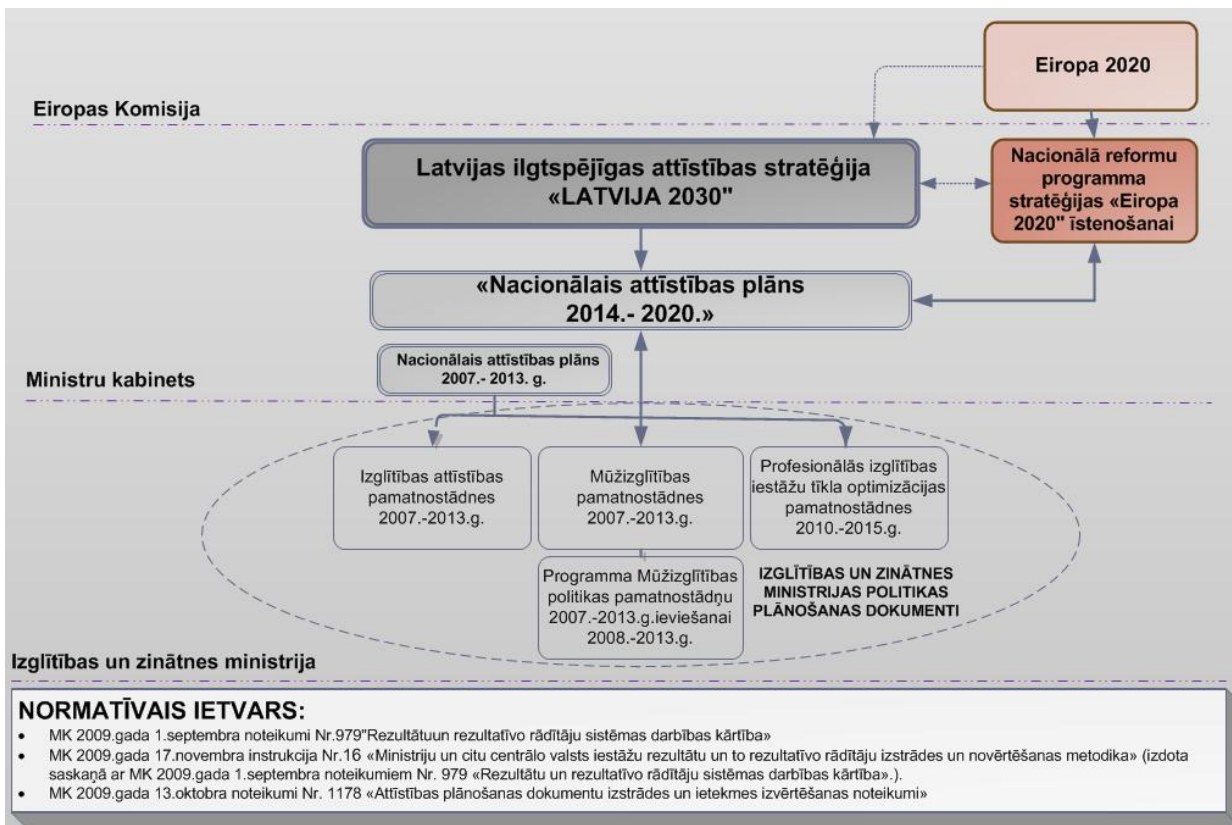 Eiropa 2020
Eiropas Komisija
Latvijas ilgtspējīgas attīstības stratēģija
«LATVIJA 2030"
Nacionālā reformu
programma
stratēģijas «Eiropa
2020" īstenošanai
«Nacionālais attīstības plāns
2014.- 2020.»
Nacionālais attīstības plāns
2007.- 2013. g.
Ministru kabinets
Izglītības attīstības
pamatnostādnes
2007.-2013.g.
Mūžizglītības
pamatnostādnes
2007.-2013.g.
Profesionālās izglītības
iestāžu tīkla optimizācijas
pamatnostādnes
2010.-2015.g.
Programma Mūžizglītības
politikas pamatnostādņu
2007.-2013.g.ieviešanai
2008.-2013.g.
IZGLĪTĪBAS UN ZINĀTNES
MINISTRIJAS POLITIKAS
PLĀNOŠANAS DOKUMENTI
Izglītības un zinātnes ministrija
NORMATĪVAIS IETVARS:
• MK 2009.gada 1.septembra noteikumi Nr.979"Rezultātuun rezultatīvo rādītāju sistēmas darbības kārtība»
• MK 2009.gada 17.novembra instrukcija Nr.16 «Ministriju un citu centrālo valsts iestāžu rezultātu un to rezultatīvo rādītāju izstrādes un novērtēšanas metodika» (izdota
saskaņā ar MK 2009.gada 1.septembra noteikumiem Nr. 979 «Rezultātu un rezultatīvo rādītāju sistēmas darbības kārtība».).
• MK 2009.gada 13.oktobra noteikumi Nr. 1178 «Attīstības plānošanas dokumentu izstrādes un ietekmes izvērtēšanas noteikumi»